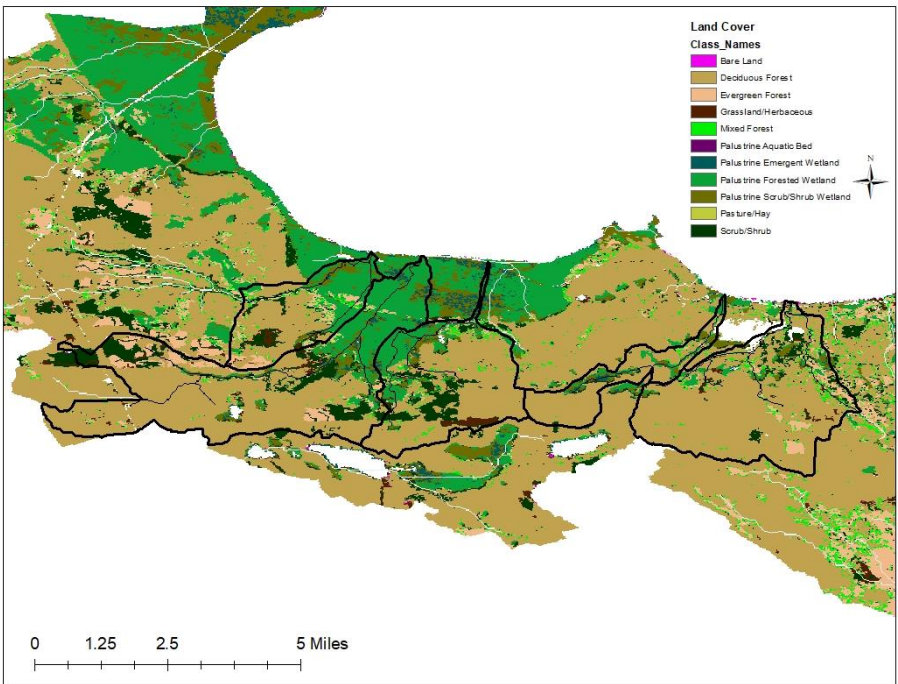 Land Cover
Class_Names
Bare Land
Deciduous Forest
Evergreen Forest
Grassland/Herbaceous
Mixed Forest
Palustrine Aquatic Bed
Palustrine Emergent Wetland
Palustrine Forested Wetland
Palustrine Scrub/Shrub Wetland
Pasture/Hay
Scrub/Shrub
N
0 1.25 2.5 5 Miles